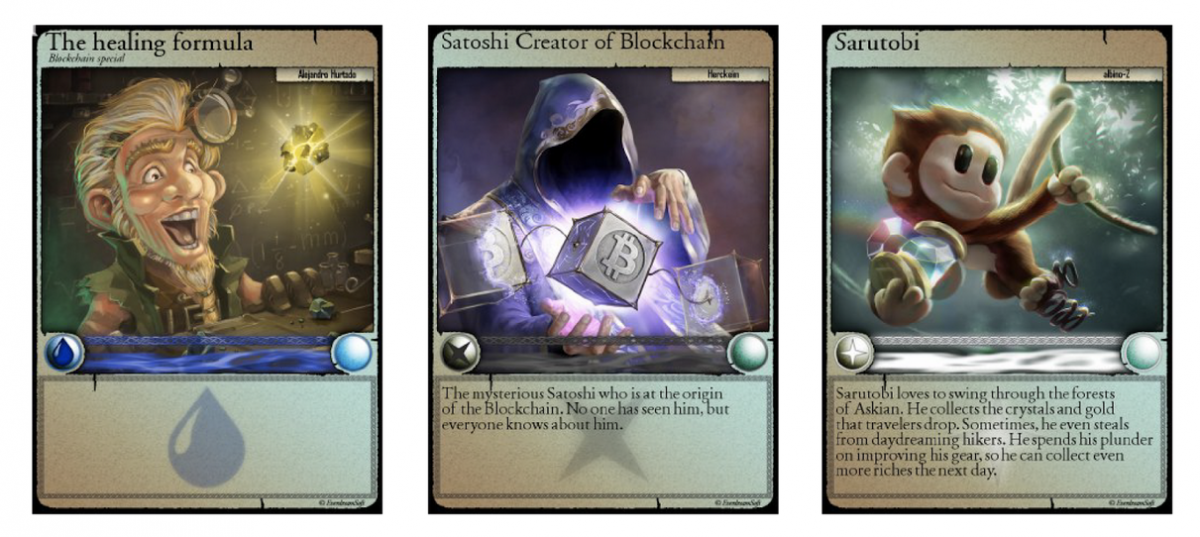 The healing formula
Blockchain special
Alejandro Hurtado
© EverdreamSoft
Satoshi Creator of Blockchain
Herckeim
The mysterious Satoshi who is at the origin
of the Blockchain. No one has seen him, but
everyone knows about him.
© EverdreamSoft
Sarutobi
albino-Z
Sarutobi loves to swing through the forests
of Askian. He collects the crystals and gold
that travelers drop. Sometimes, he even steals
from daydreaming hikers. He spends his plunder
on improving his gear, so he can collect even
more riches the next day.
© EverdreamSoft